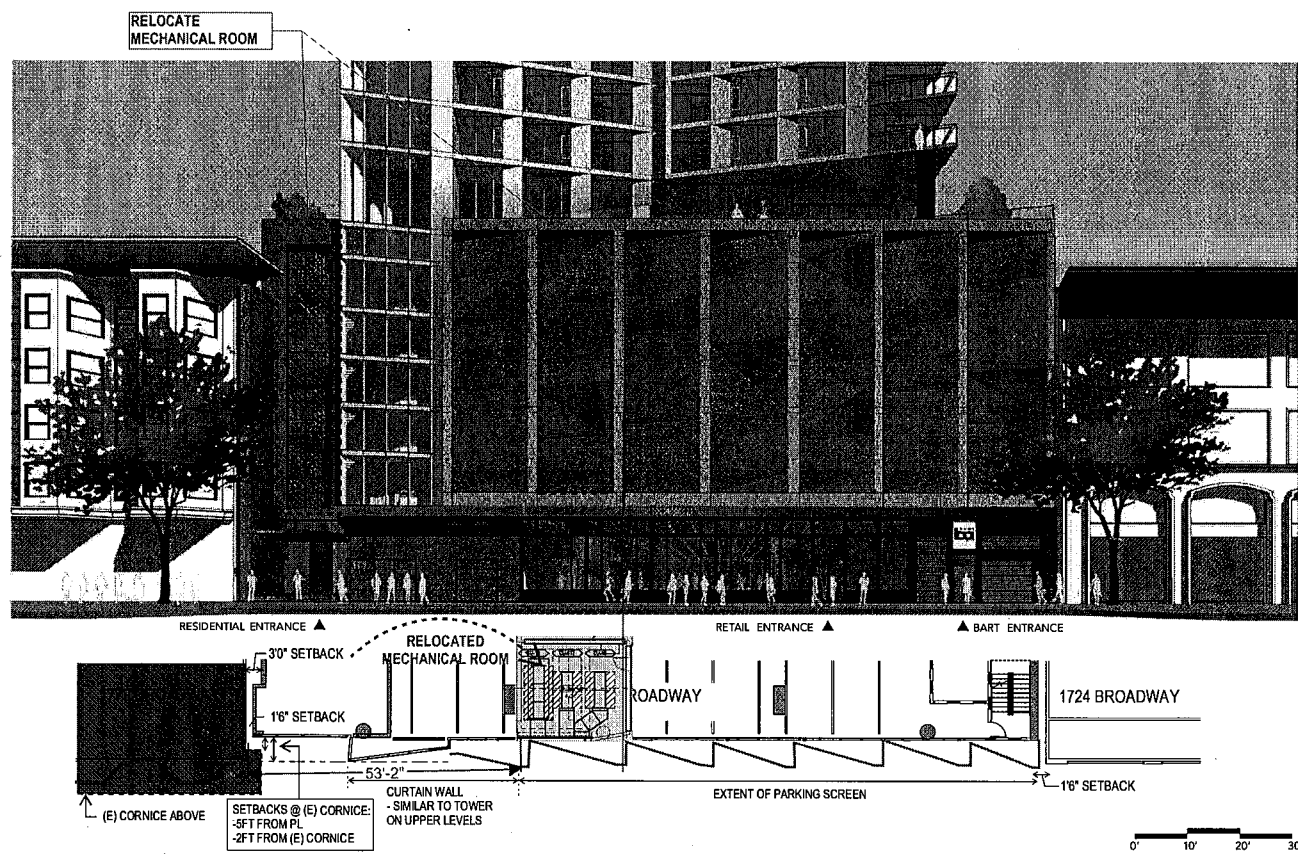 RELOCATE
MECHANICAL ROOM
RESIDENTIAL ENTRANCE ▲
RETAIL ENTRANCE ▲
▲ BART ENTRANCE
3'0" SETBACK
RELOCATED
MECHANICAL ROOM
ROADWAY
1724 BROADWAY
1'6" SETBACK
53'-2"
(E) CORNICE ABOVE
SETBACKS @ (E) CORNICE:
-5FT FROM PL
-2FT FROM (E) CORNICE
CURTAIN WALL
- SIMILAR TO TOWER
ON UPPER LEVELS
EXTENT OF PARKING SCREEN
1'6" SETBACK
0' 10' 20' 30